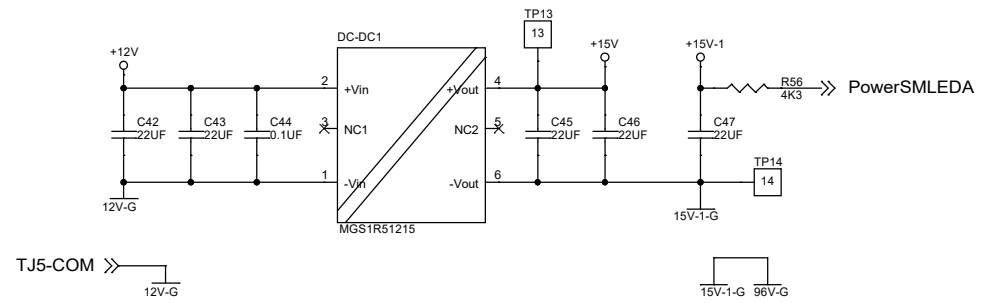 TP13
13
DC-DC1
+12V
+15V
+15V-1
2
+Vin
+Vout
4
R56
4K3
PowerSMLEDA
C42
22UF
C43
22UF
C44
0.1UF
3
NC1
NC2
5
C45
22UF
C46
22UF
C47
22UF
TP14
14
1
-Vin
-Vout
6
12V-G
MGS1R51215
15V-1-G
TJ5-COM
12V-G
15V-1-G
96V-G